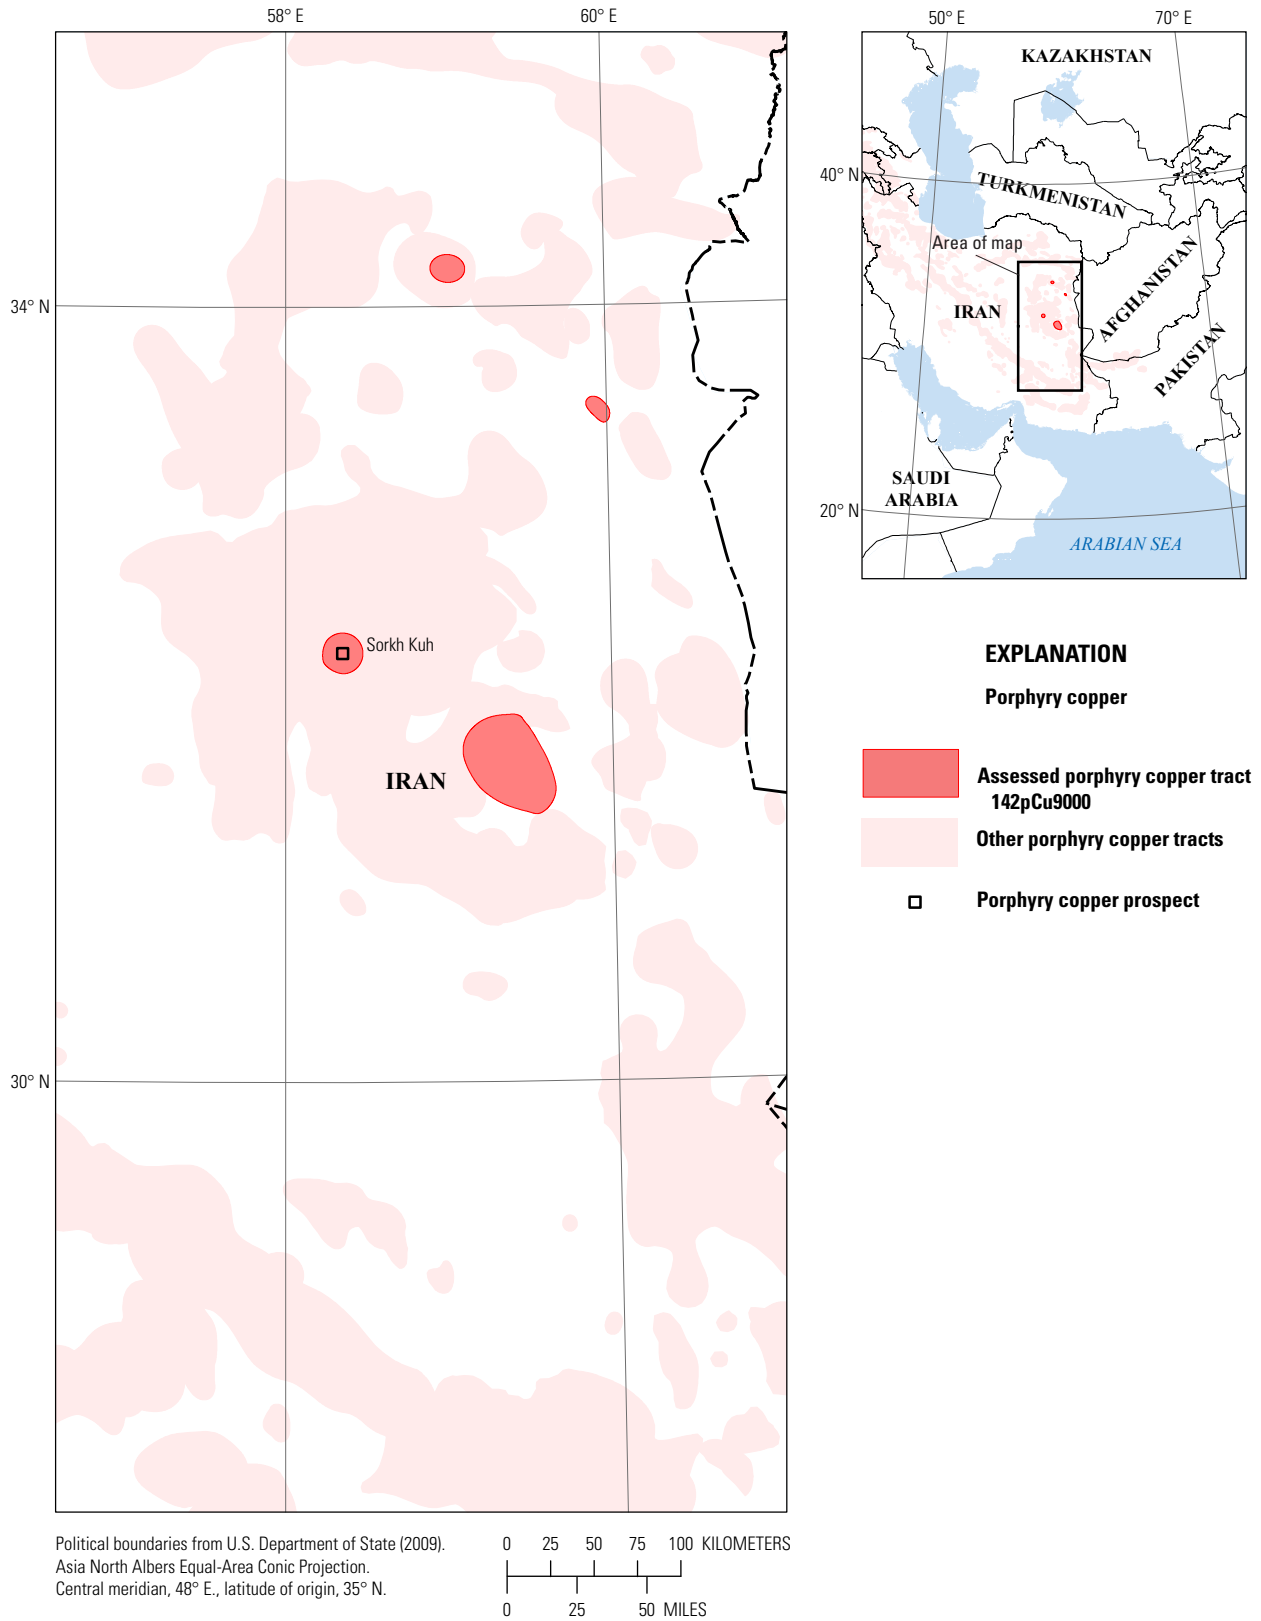 58° E
60° E
34° N
30° N
Sorkh Kuh
IRAN
50° E
70° E
40° N
20° N
KAZAKHSTAN
TURKMENISTAN
Area of map
IRAN
AFGHANISTAN
PAKISTAN
SAUDI
ARABIA
ARABIAN SEA
EXPLANATION
Porphyry copper
Assessed porphyry copper tract
142pCu9000
Other porphyry copper tracts
Porphyry copper prospect
Political boundaries from U.S. Department of State (2009).
Asia North Albers Equal-Area Conic Projection.
Central meridian, 48° E., latitude of origin, 35° N.
0 25 50 75 100 KILOMETERS
0 25 50 MILES